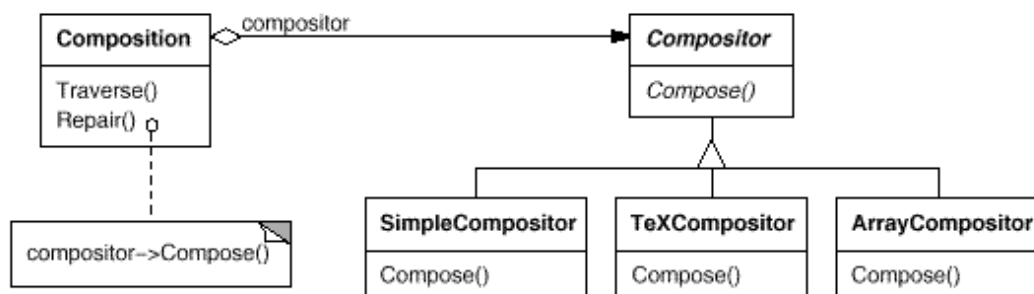 Composition
Traverse()
Repair()
compositor
Compositor
Compose()
compositor−>Compose()
SimpleCompositor
Compose()
TeXCompositor
Compose()
ArrayCompositor
Compose()